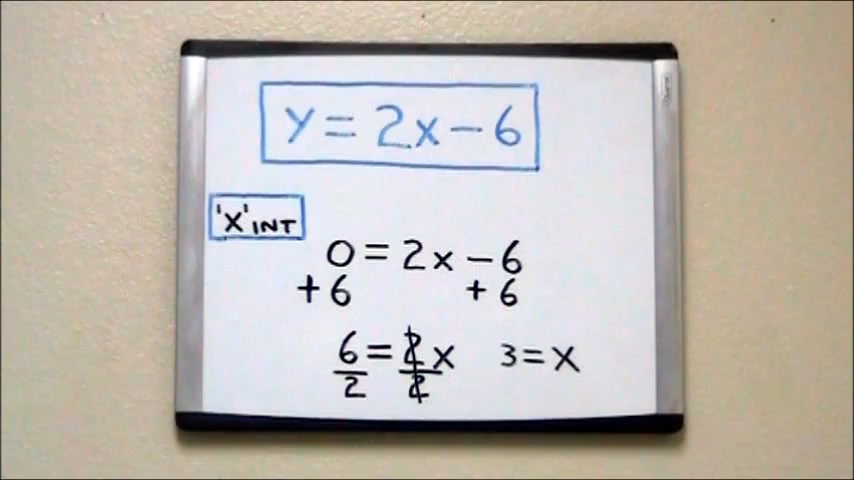 y = 2x - 6
'X' INT
0 = 2x - 6
+ 6 + 6
6/2 = 2x/2 3 = x